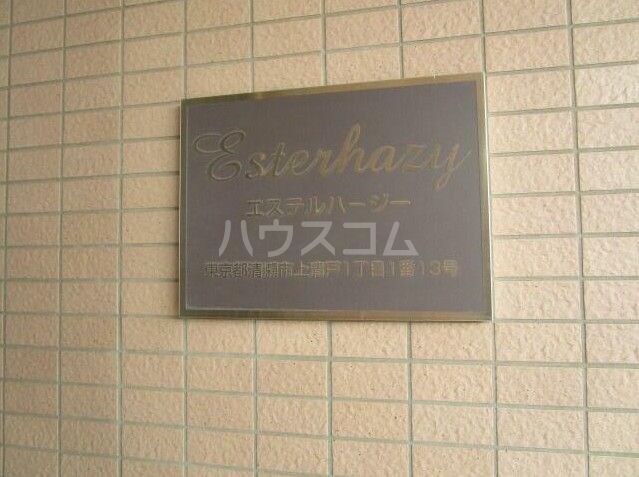 Esterhazy
エステルハージー
ハウスコム
東京都清瀬市上清戸1丁目1番13号